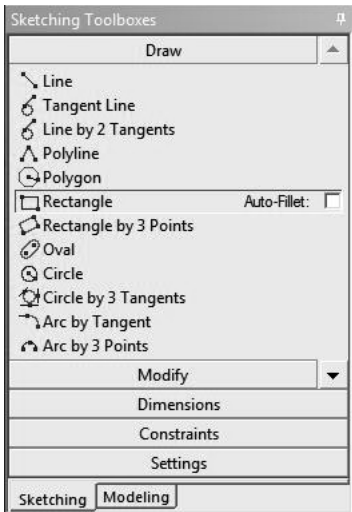 Sketching Toolboxes
Draw
Line
Tangent Line
Line by 2 Tangents
Polyline
Polygon
Rectangle Auto-Fillet:
Rectangle by 3 Points
Oval
Circle
Circle by 3 Tangents
Arc by Tangent
Arc by 3 Points
Modify
Dimensions
Constraints
Settings
Sketching Modeling